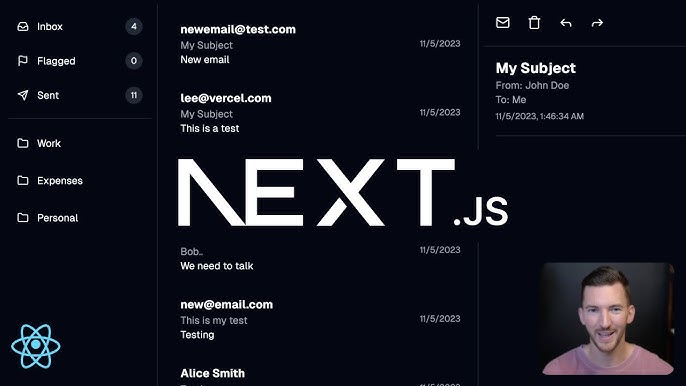 Inbox 4
Flagged 0
Sent 11
Work
Expenses
Personal
newemail@test.com
My Subject 11/5/2023
New email
lee@vercel.com
My Subject 11/5/2023
This is a test
NEXT.JS
Bob.. 11/5/2023
We need to talk
new@email.com
This is my test 11/5/2023
Testing
Alice Smith
My Subject
From: John Doe
To: Me
11/5/2023, 1:46:34 AM